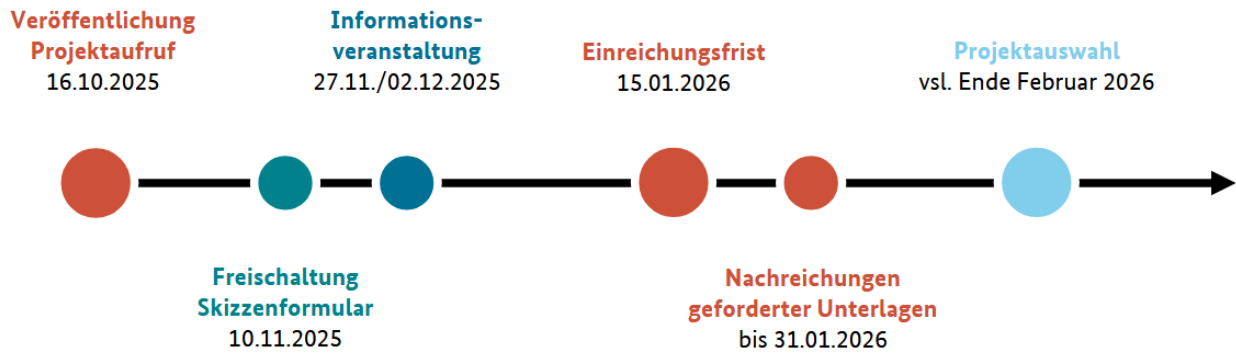 Veröffentlichung
Projektaufruf
16.10.2025
Informations-
veranstaltung
27.11./02.12.2025
Einreichungsfrist
15.01.2026
Projektauswahl
vsl. Ende Februar 2026
Freischaltung
Skizzenformular
10.11.2025
Nachreichungen
geforderter Unterlagen
bis 31.01.2026